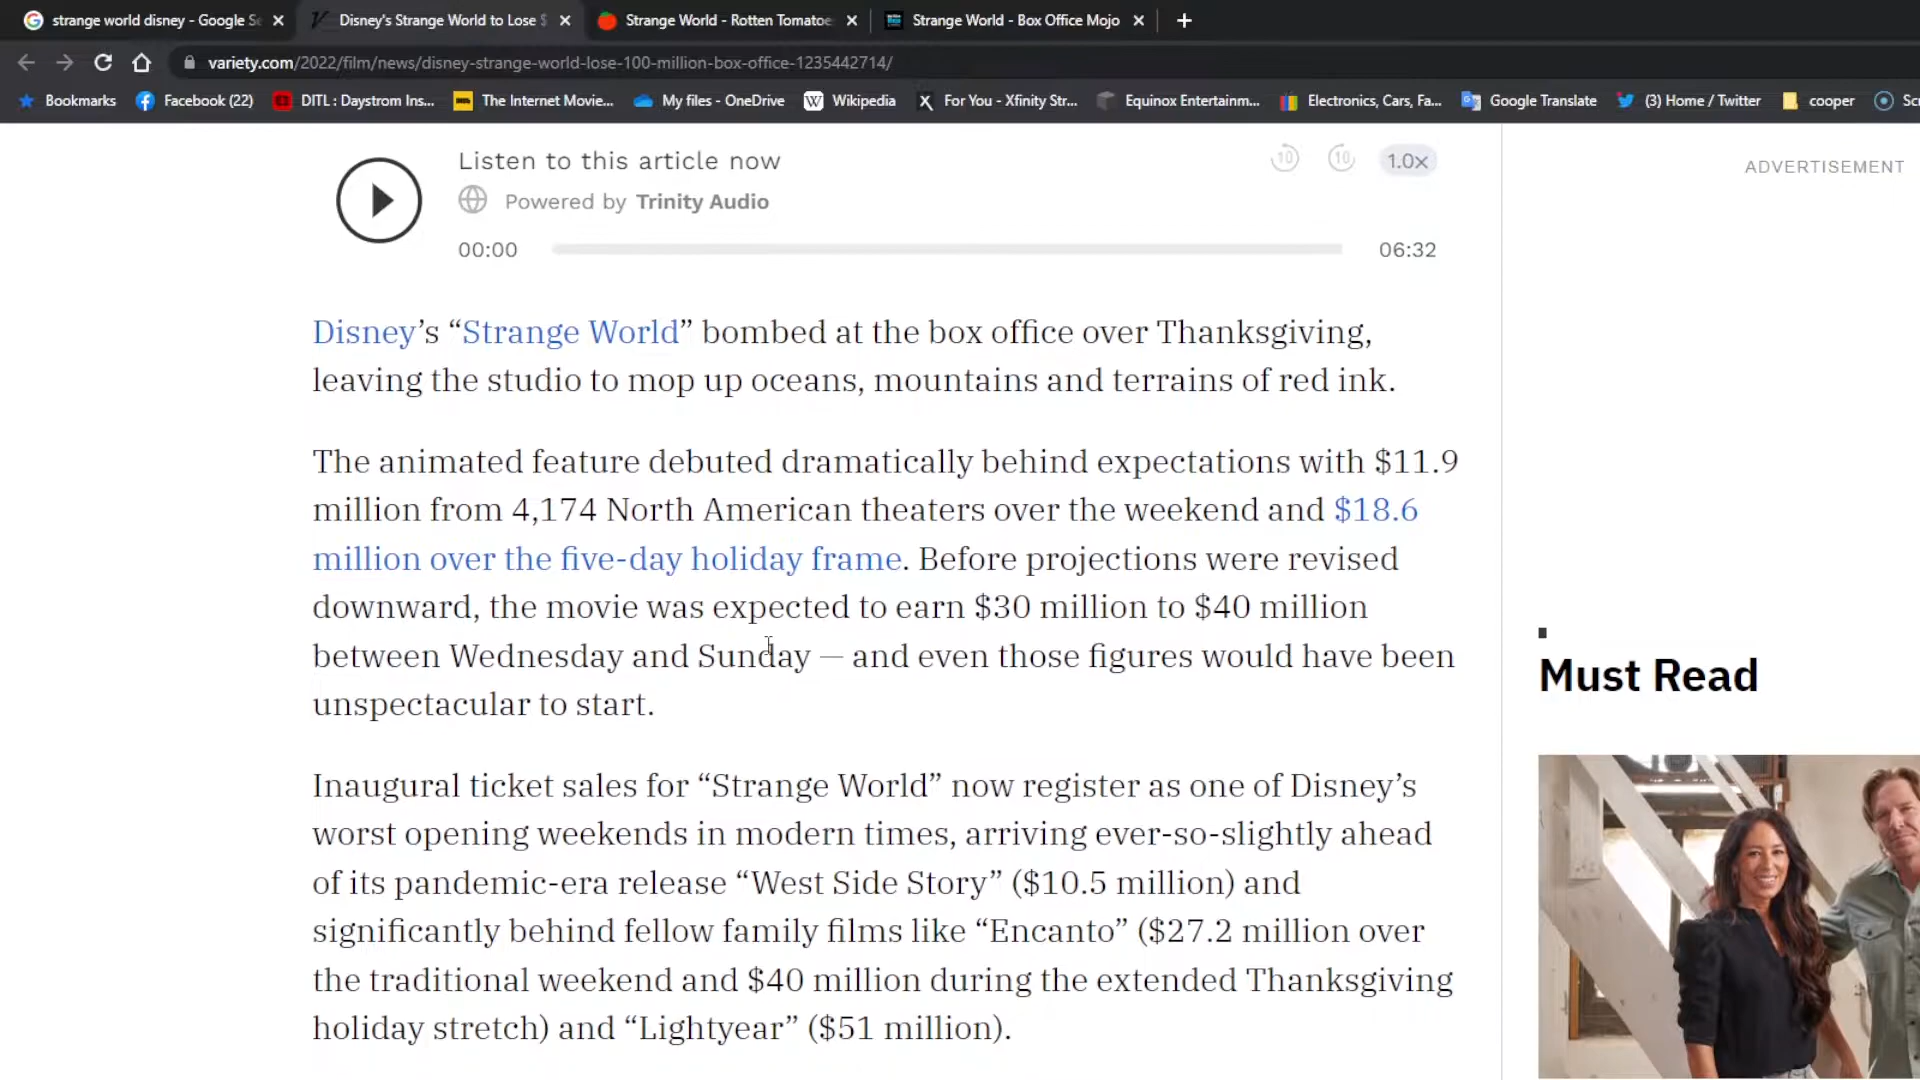 strange world disney - Google Se
Disney's Strange World to Lose $
Strange World - Rotten Tomatoe
Strange World - Box Office Mojo
variety.com/2022/film/news/disney-strange-world-lose-100-million-box-office-1235442714/
Bookmarks
Facebook (22)
DITL : Daystrom Ins...
The Internet Movie...
My files - OneDrive
Wikipedia
For You - Xfinity Str...
Equinox Entertainm...
Electronics, Cars, Fa...
Google Translate
(3) Home / Twitter
cooper
Sc
Listen to this article now
10
10
1.0x
Powered by Trinity Audio
00:00
06:32
ADVERTISEMENT
Disney’s “Strange World” bombed at the box office over Thanksgiving,
leaving the studio to mop up oceans, mountains and terrains of red ink.
The animated feature debuted dramatically behind expectations with $11.9
million from 4,174 North American theaters over the weekend and $18.6
million over the five-day holiday frame. Before projections were revised
downward, the movie was expected to earn $30 million to $40 million
between Wednesday and Sunday — and even those figures would have been
unspectacular to start.
Inaugural ticket sales for “Strange World” now register as one of Disney’s
worst opening weekends in modern times, arriving ever-so-slightly ahead
of its pandemic-era release “West Side Story” ($10.5 million) and
significantly behind fellow family films like “Encanto” ($27.2 million over
the traditional weekend and $40 million during the extended Thanksgiving
holiday stretch) and “Lightyear” ($51 million).
Must Read